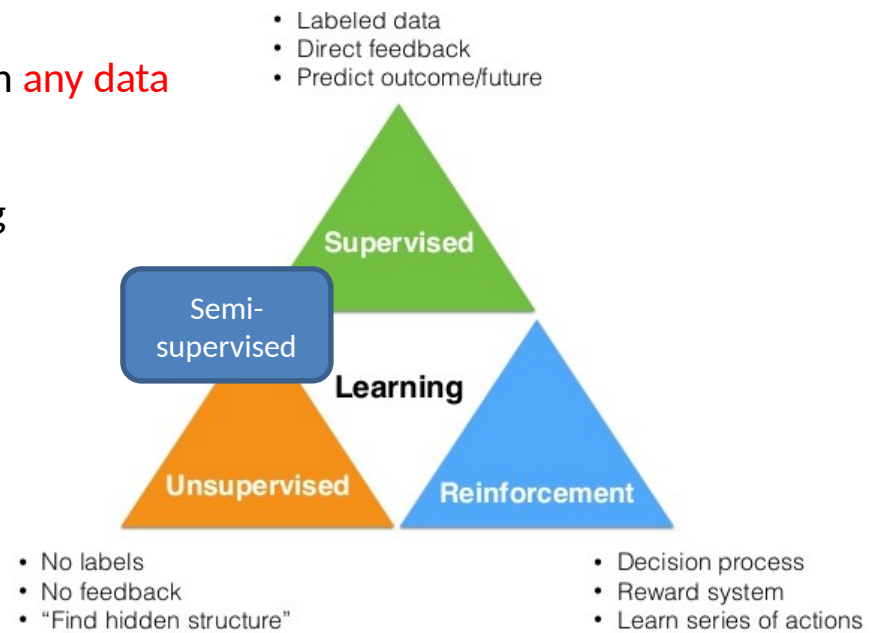 • Labeled data
• Direct feedback
• Predict outcome/future
any data
Supervised
Semi-
supervised
Learning
Unsupervised
Reinforcement
• No labels
• No feedback
• “Find hidden structure”
• Decision process
• Reward system
• Learn series of actions